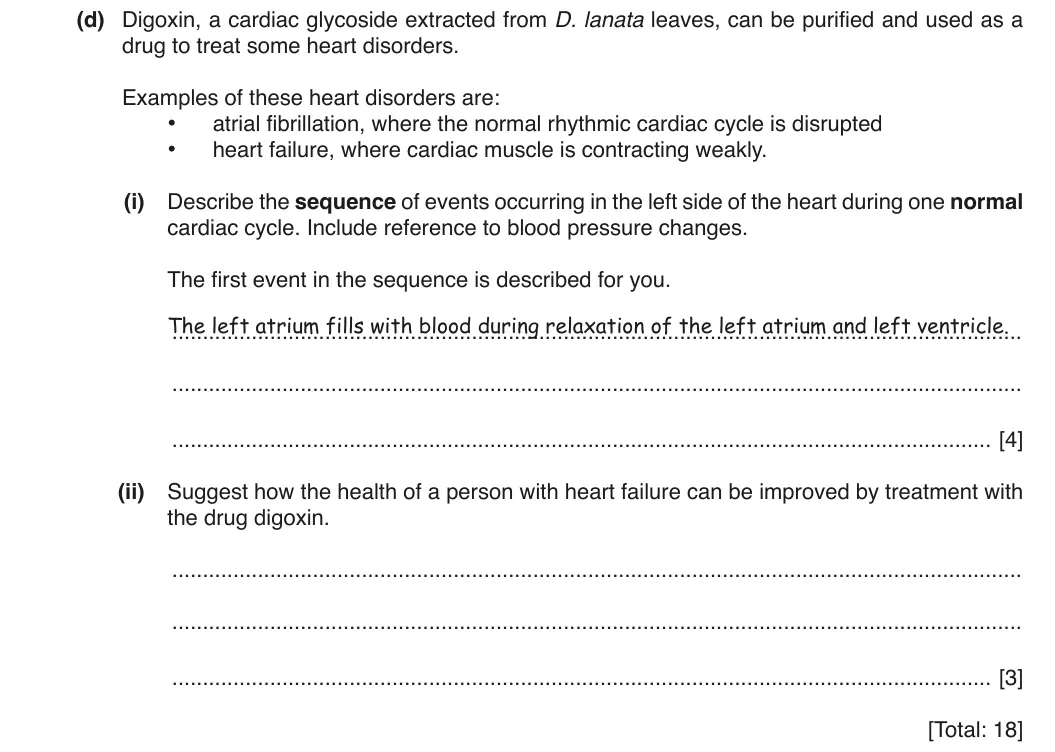 (d) Digoxin, a cardiac glycoside extracted from D. lanata leaves, can be purified and used as a
drug to treat some heart disorders.
Examples of these heart disorders are:
• atrial fibrillation, where the normal rhythmic cardiac cycle is disrupted
• heart failure, where cardiac muscle is contracting weakly.
(i) Describe the sequence of events occurring in the left side of the heart during one normal
cardiac cycle. Include reference to blood pressure changes.
The first event in the sequence is described for you.
The left atrium fills with blood during relaxation of the left atrium and left ventricle.
[4]
(ii) Suggest how the health of a person with heart failure can be improved by treatment with
the drug digoxin.
[3]
[Total: 18]